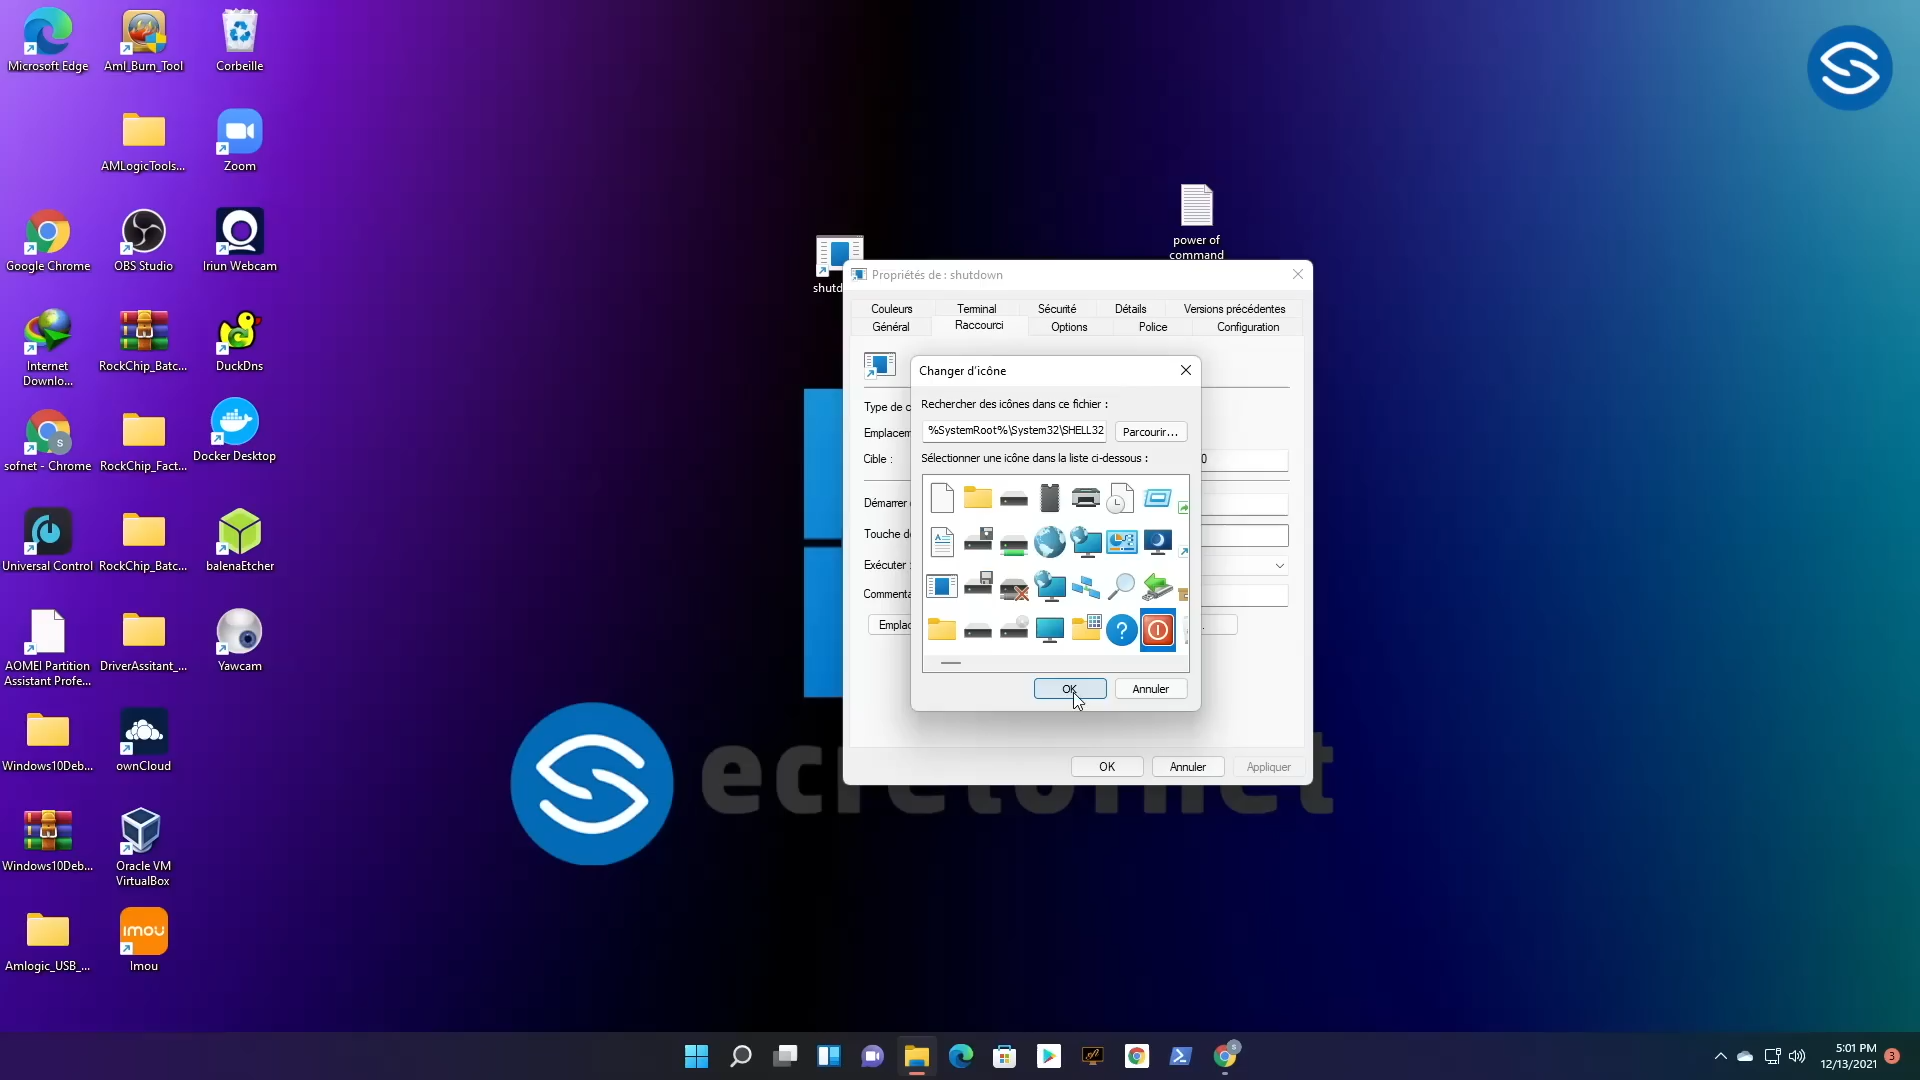 Microsoft Edge
Aml_Burn_Tool
Corbeille
AMLogicTools...
Zoom
Google Chrome
OBS Studio
Iriun Webcam
Internet
Downlo...
RockChip_Batc...
DuckDns
sofnet - Chrome
RockChip_Fact...
Docker Desktop
Universal Control
RockChip_Batc...
balenaEtcher
AOMEI Partition
Assistant Profe...
DriverAssitant_...
Yawcam
Windows10Deb...
ownCloud
Windows10Deb...
Oracle VM
VirtualBox
Amlogic_USB_...
imou
Imou
power of
command
shutd
Propriétés de : shutdown
Couleurs
Terminal
Sécurité
Détails
Versions précédentes
Général
Raccourci
Options
Police
Configuration
Type de c
Emplacem
Cible :
0
Démarrer
Touche d
Exécuter :
Commenta
Emplac
Changer d'icône
Rechercher des icônes dans ce fichier :
%SystemRoot%\System32\SHELL32
Parcourir...
Sélectionner une icône dans la liste ci-dessous :
OK
Annuler
OK
Annuler
Appliquer
5:01 PM
12/13/2021
3